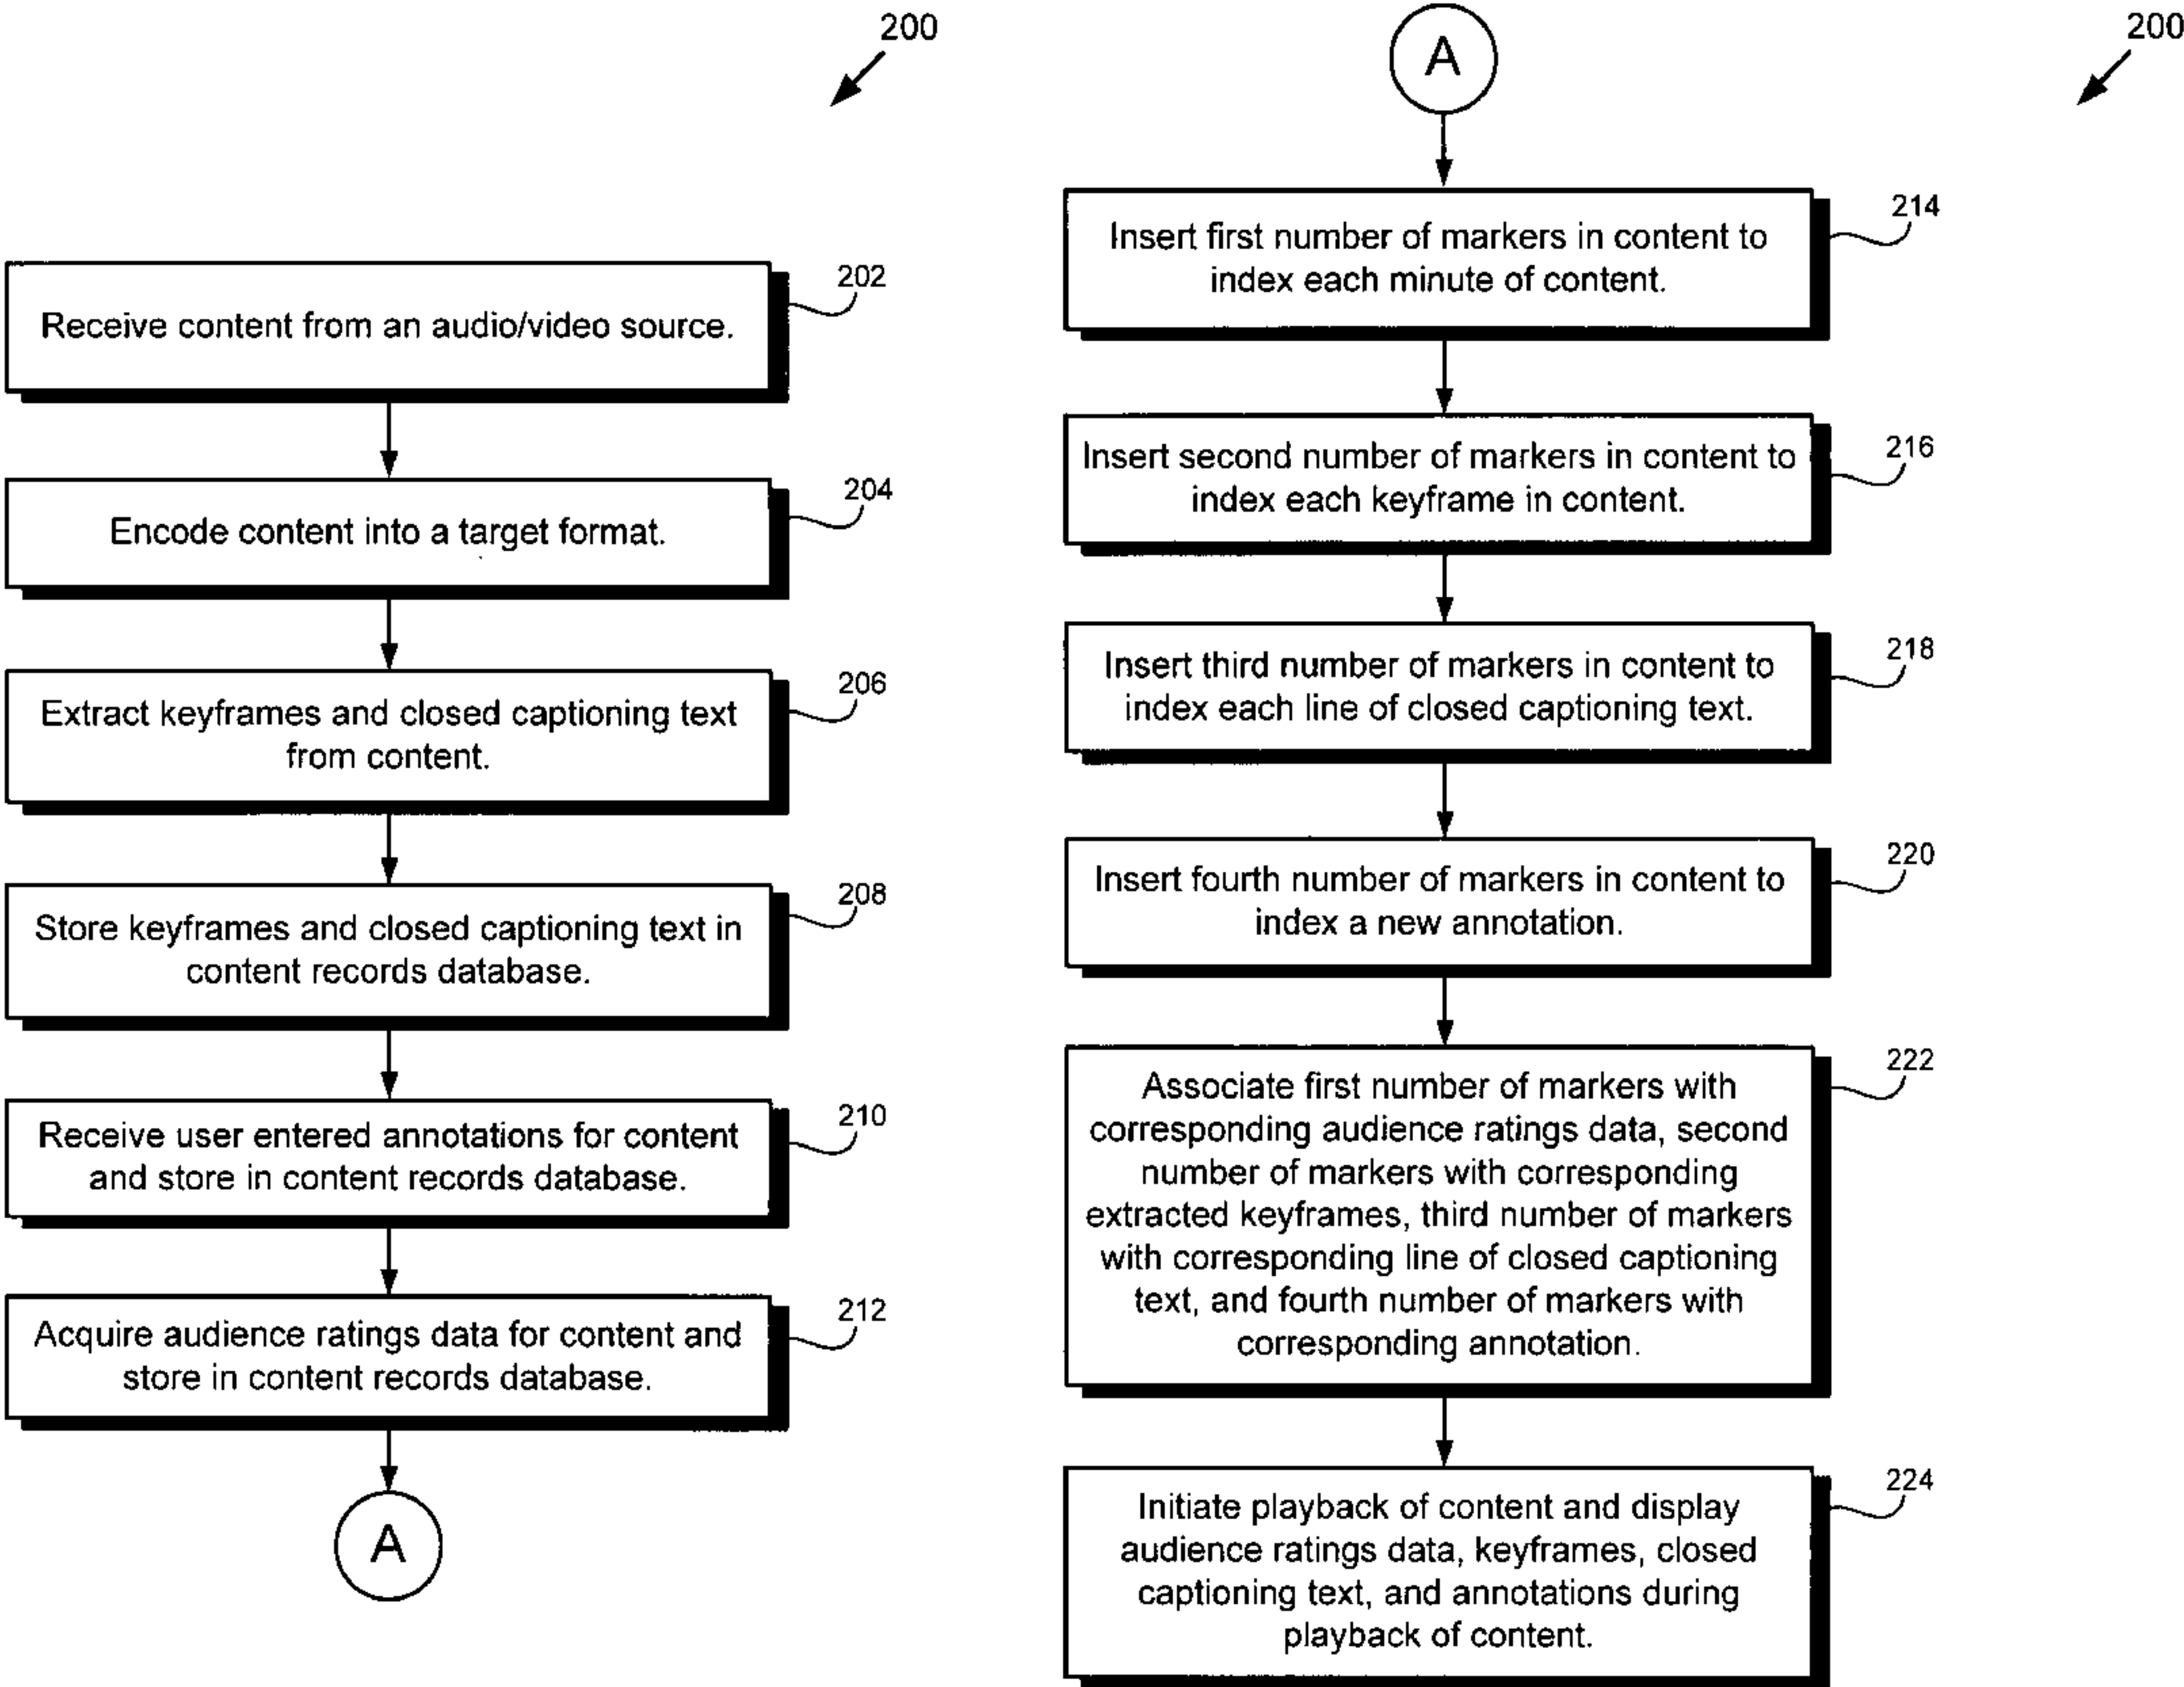 200
202
Receive content from an audio/video source.
204
Encode content into a target format.
206
Extract keyframes and closed captioning text
from content.
208
Store keyframes and closed captioning text in
content records database.
210
Receive user entered annotations for content
and store in content records database.
212
Acquire audience ratings data for content and
store in content records database.
A
A
200
214
Insert first number of markers in content to
index each minute of content.
216
Insert second number of markers in content to
index each keyframe in content.
218
Insert third number of markers in content to
index each line of closed captioning text.
220
Insert fourth number of markers in content to
index a new annotation.
222
Associate first number of markers with
corresponding audience ratings data, second
number of markers with corresponding
extracted keyframes, third number of markers
with corresponding line of closed captioning
text, and fourth number of markers with
corresponding annotation.
224
Initiate playback of content and display
audience ratings data, keyframes, closed
captioning text, and annotations during
playback of content.